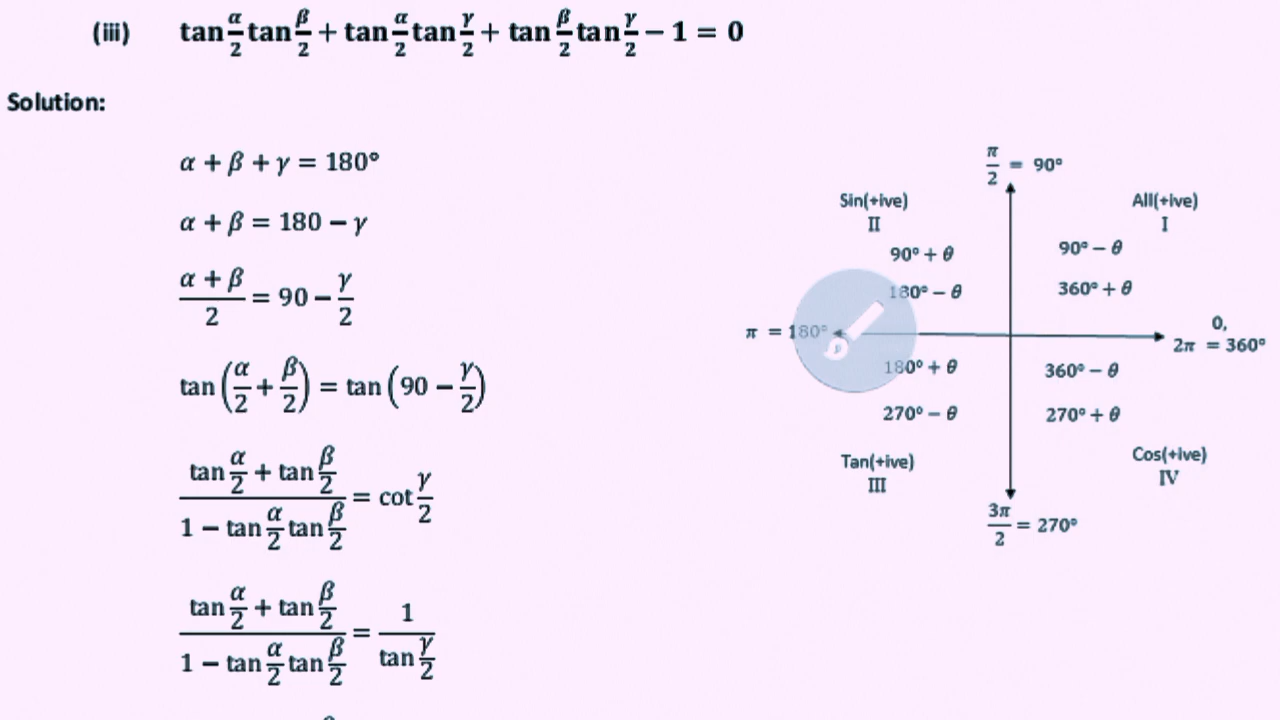 (iii) tan α/2 tan β/2 + tan α/2 tan γ/2 + tan β/2 tan γ/2 − 1 = 0
Solution:
α + β + γ = 180°
α + β = 180 − γ
(α + β)/2 = 90 − γ/2
tan (α/2 + β/2) = tan (90 − γ/2)
(tan α/2 + tan β/2)/(1 − tan α/2 tan β/2) = cot γ/2
(tan α/2 + tan β/2)/(1 − tan α/2 tan β/2) = 1/(tan γ/2)
π/2 = 90°
Sin(+ive)
II
All(+ive)
I
90° + θ
90° − θ
180° − θ
360° + θ
π = 180°
0,
2π = 360°
180° + θ
360° − θ
270° − θ
270° + θ
Tan(+ive)
III
Cos(+ive)
IV
3π/2 = 270°